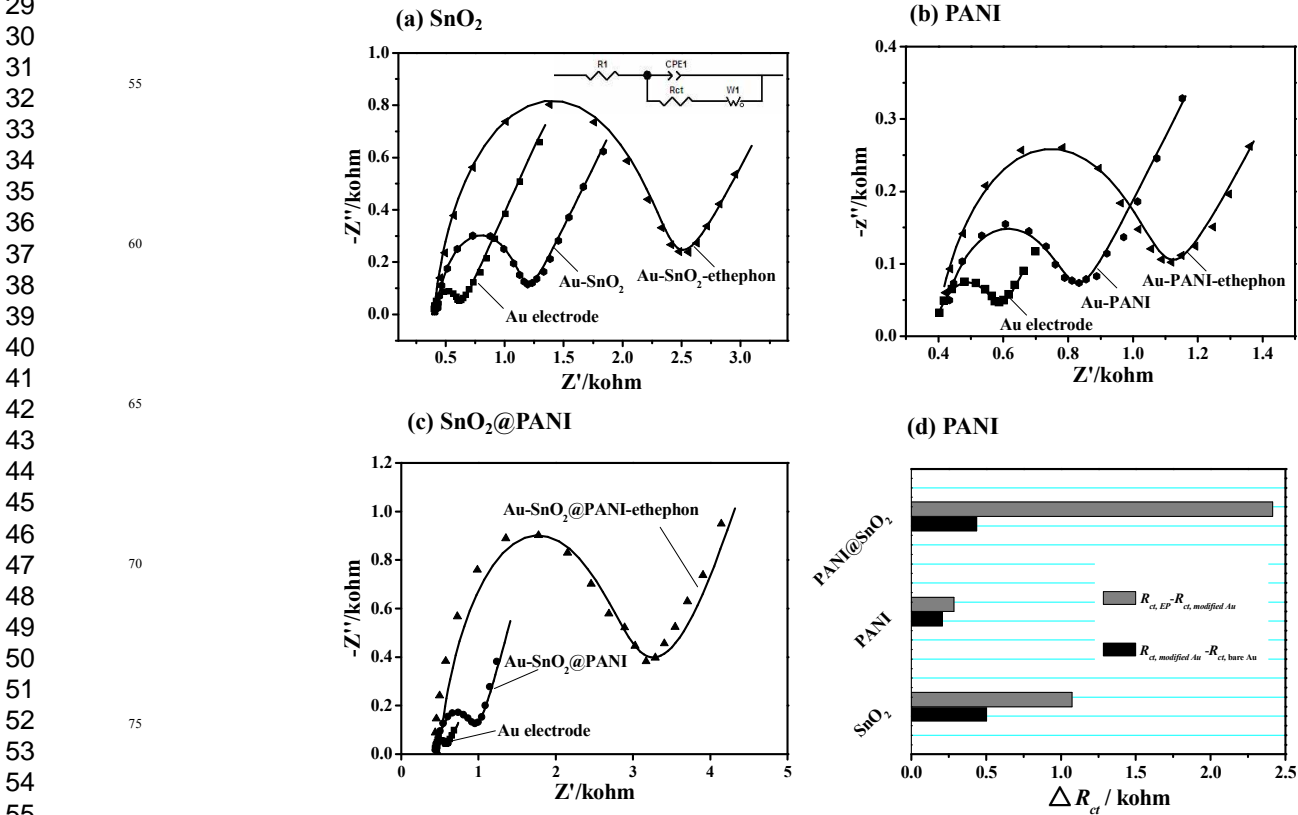 29
30
31
32
33
34
35
36
37
38
39
40
41
42
43
44
45
46
47
48
49
50
51
52
53
54
55
55
60
65
70
75
(a) SnO2
1.0
0.8
0.6
0.4
0.2
0.0
-Z''/kohm
R1
CPE1
Rct
W1
Au-SnO2-ethephon
Au-SnO2
Au electrode
0.5 1.0 1.5 2.0 2.5 3.0
Z'/kohm
(b) PANI
0.4
0.3
0.2
0.1
0.0
-z''/kohm
Au-PANI-ethephon
Au-PANI
Au electrode
0.4 0.6 0.8 1.0 1.2 1.4
Z'/kohm
(c) SnO2@PANI
1.2
1.0
0.8
0.6
0.4
0.2
0.0
-Z''/kohm
Au-SnO2@PANI-ethephon
Au-SnO2@PANI
Au electrode
0 1 2 3 4 5
Z'/kohm
(d) PANI
PANI@SnO2
PANI
SnO2
Rct, EP-Rct, modified Au
Rct, modified Au -Rct, bare Au
0.0 0.5 1.0 1.5 2.0 2.5
△ Rct / kohm